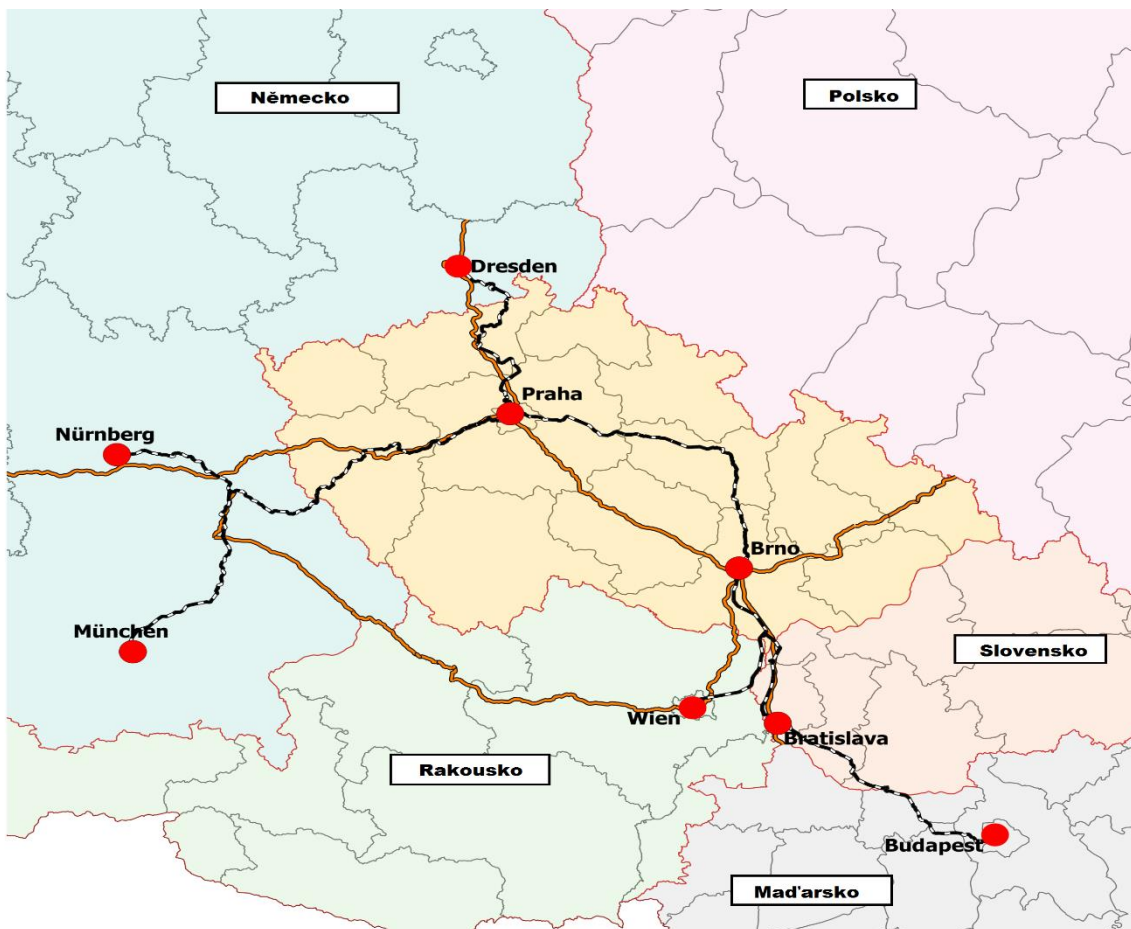 Německo
Polsko
Dresden
Praha
Nürnberg
Brno
München
Slovensko
Wien
Bratislava
Rakousko
Budapest
Maďarsko